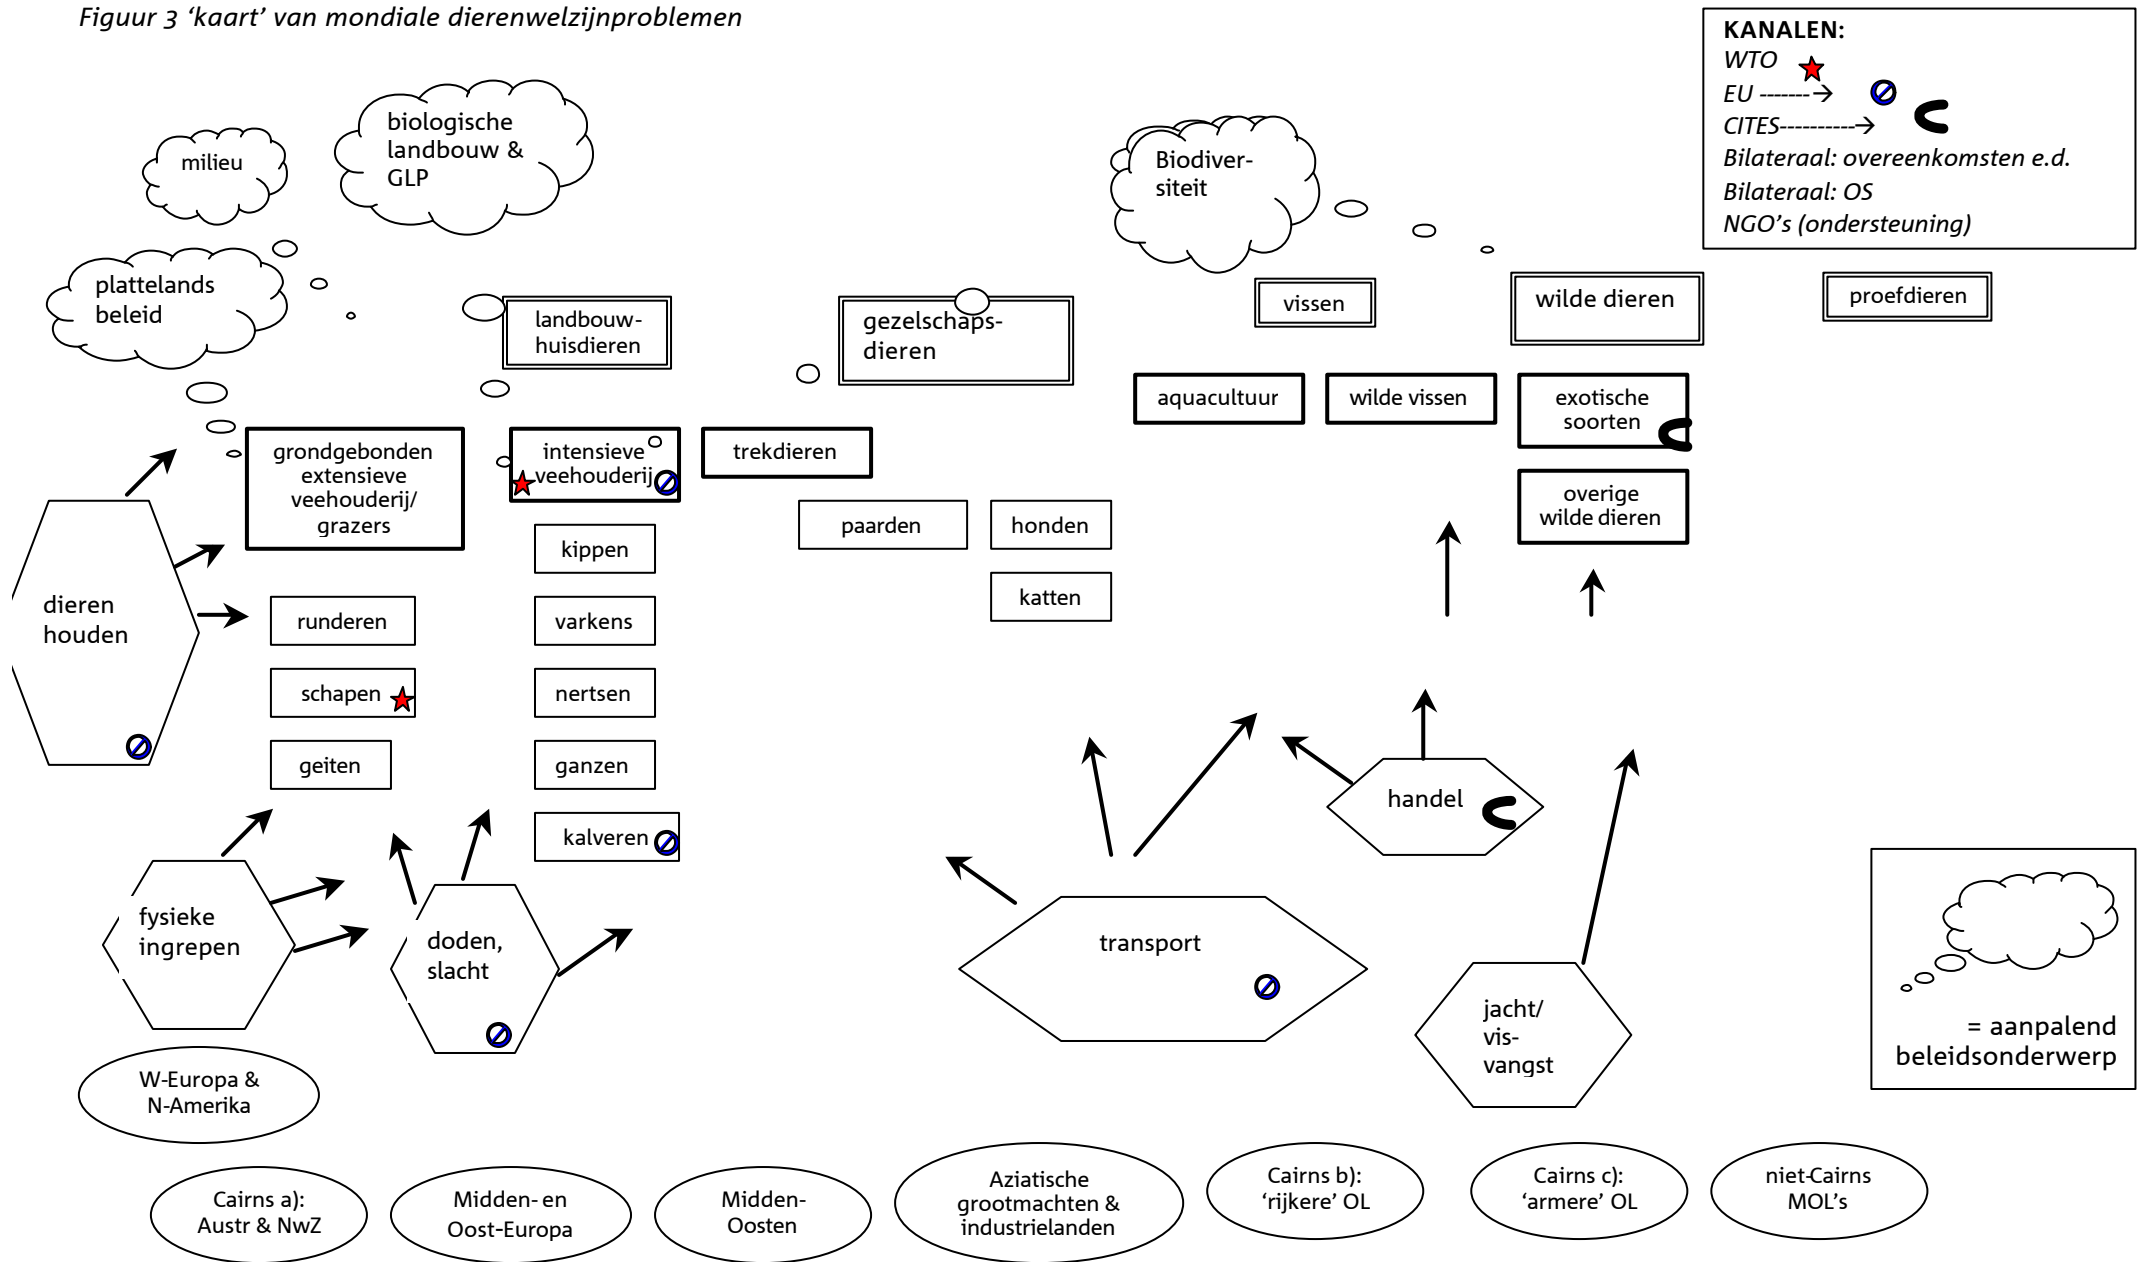 Figuur 3 ‘kaart’ van mondiale dierenwelzijnproblemen
KANALEN:
WTO
EU -------→
CITES----------→
Bilateraal: overeenkomsten e.d.
Bilateraal: OS
NGO’s (ondersteuning)
milieu
biologische
landbouw &
GLP
Biodiver-
siteit
plattelands
beleid
landbouw-
huisdieren
gezelschaps-
dieren
vissen
wilde dieren
proefdieren
grondgebonden
extensieve
veehouderij/
grazers
intensieve
veehouderij
trekdieren
aquacultuur
wilde vissen
exotische
soorten
overige
wilde dieren
paarden
honden
katten
kippen
varkens
nertsen
ganzen
kalveren
runderen
schapen
geiten
dieren
houden
fysieke
ingrepen
doden,
slacht
transport
handel
jacht/
vis-
vangst
= aanpalend
beleidsonderwerp
W-Europa &
N-Amerika
Cairns a):
Austr & NwZ
Midden- en
Oost-Europa
Midden-
Oosten
Aziatische
grootmachten &
industrielanden
Cairns b):
‘rijkere’ OL
Cairns c):
‘armere’ OL
niet-Cairns
MOL’s